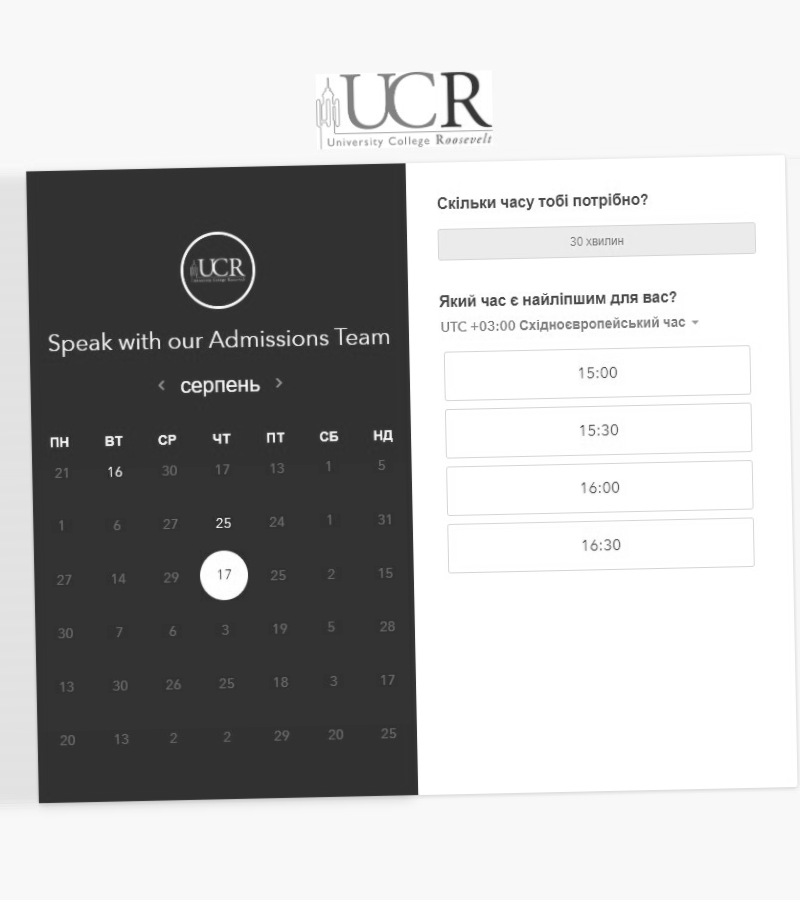 UCR
University College Roosevelt
UCR
Speak with our Admissions Team
серпень
ПН ВТ СР ЧТ ПТ СБ НД
21 16 30 17 13 1 5
1 6 27 25 24 1 31
27 14 29 17 25 2 15
30 7 6 3 19 5 28
13 30 26 25 18 3 17
20 13 2 2 29 20 25
Скільки часу тобі потрібно?
30 хвилин
Який час є найліпшим для вас?
UTC +03:00 Східноєвропейський час
15:00
15:30
16:00
16:30